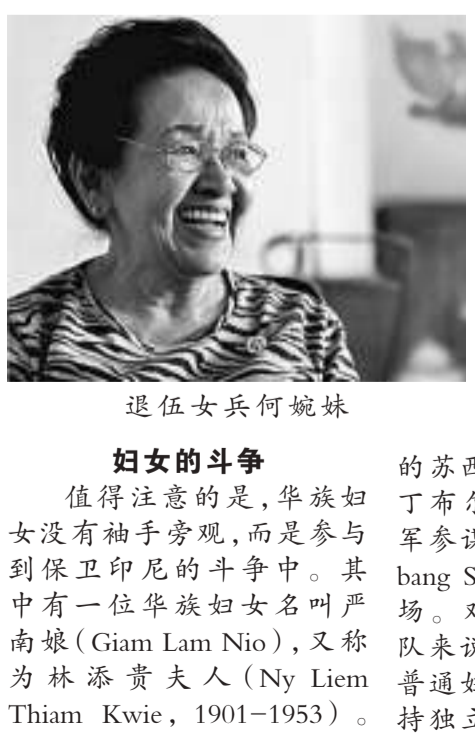 退伍女兵何婉妹
妇女的斗争
值得注意的是,华族妇
女没有袖手旁观,而是参与
到保卫印尼的斗争中。其
中有一位华族妇女名叫严
南娘(Giam Lam Nio),又称
为林添贵夫人(Ny Liem
Thiam Kwie, 1901-1953)。
的苏西
丁布尔
军参谋
bang S
场。对
队来说
普通妇
持独立